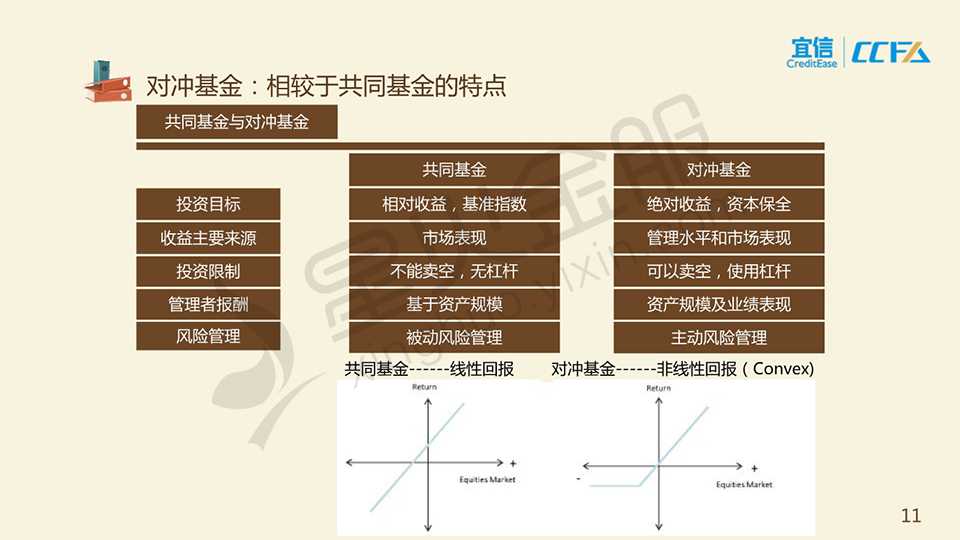 宜信
CreditEase
CCFA
对冲基金：相较于共同基金的特点
共同基金与对冲基金
共同基金 对冲基金
投资目标 相对收益，基准指数 绝对收益，资本保全
收益主要来源 市场表现 管理水平和市场表现
投资限制 不能卖空，无杠杆 可以卖空，使用杠杆
管理者报酬 基于资产规模 资产规模及业绩表现
风险管理 被动风险管理 主动风险管理
共同基金------线性回报 对冲基金------非线性回报（Convex)
Return Return
+ - +
Equities Market Equities Market
11